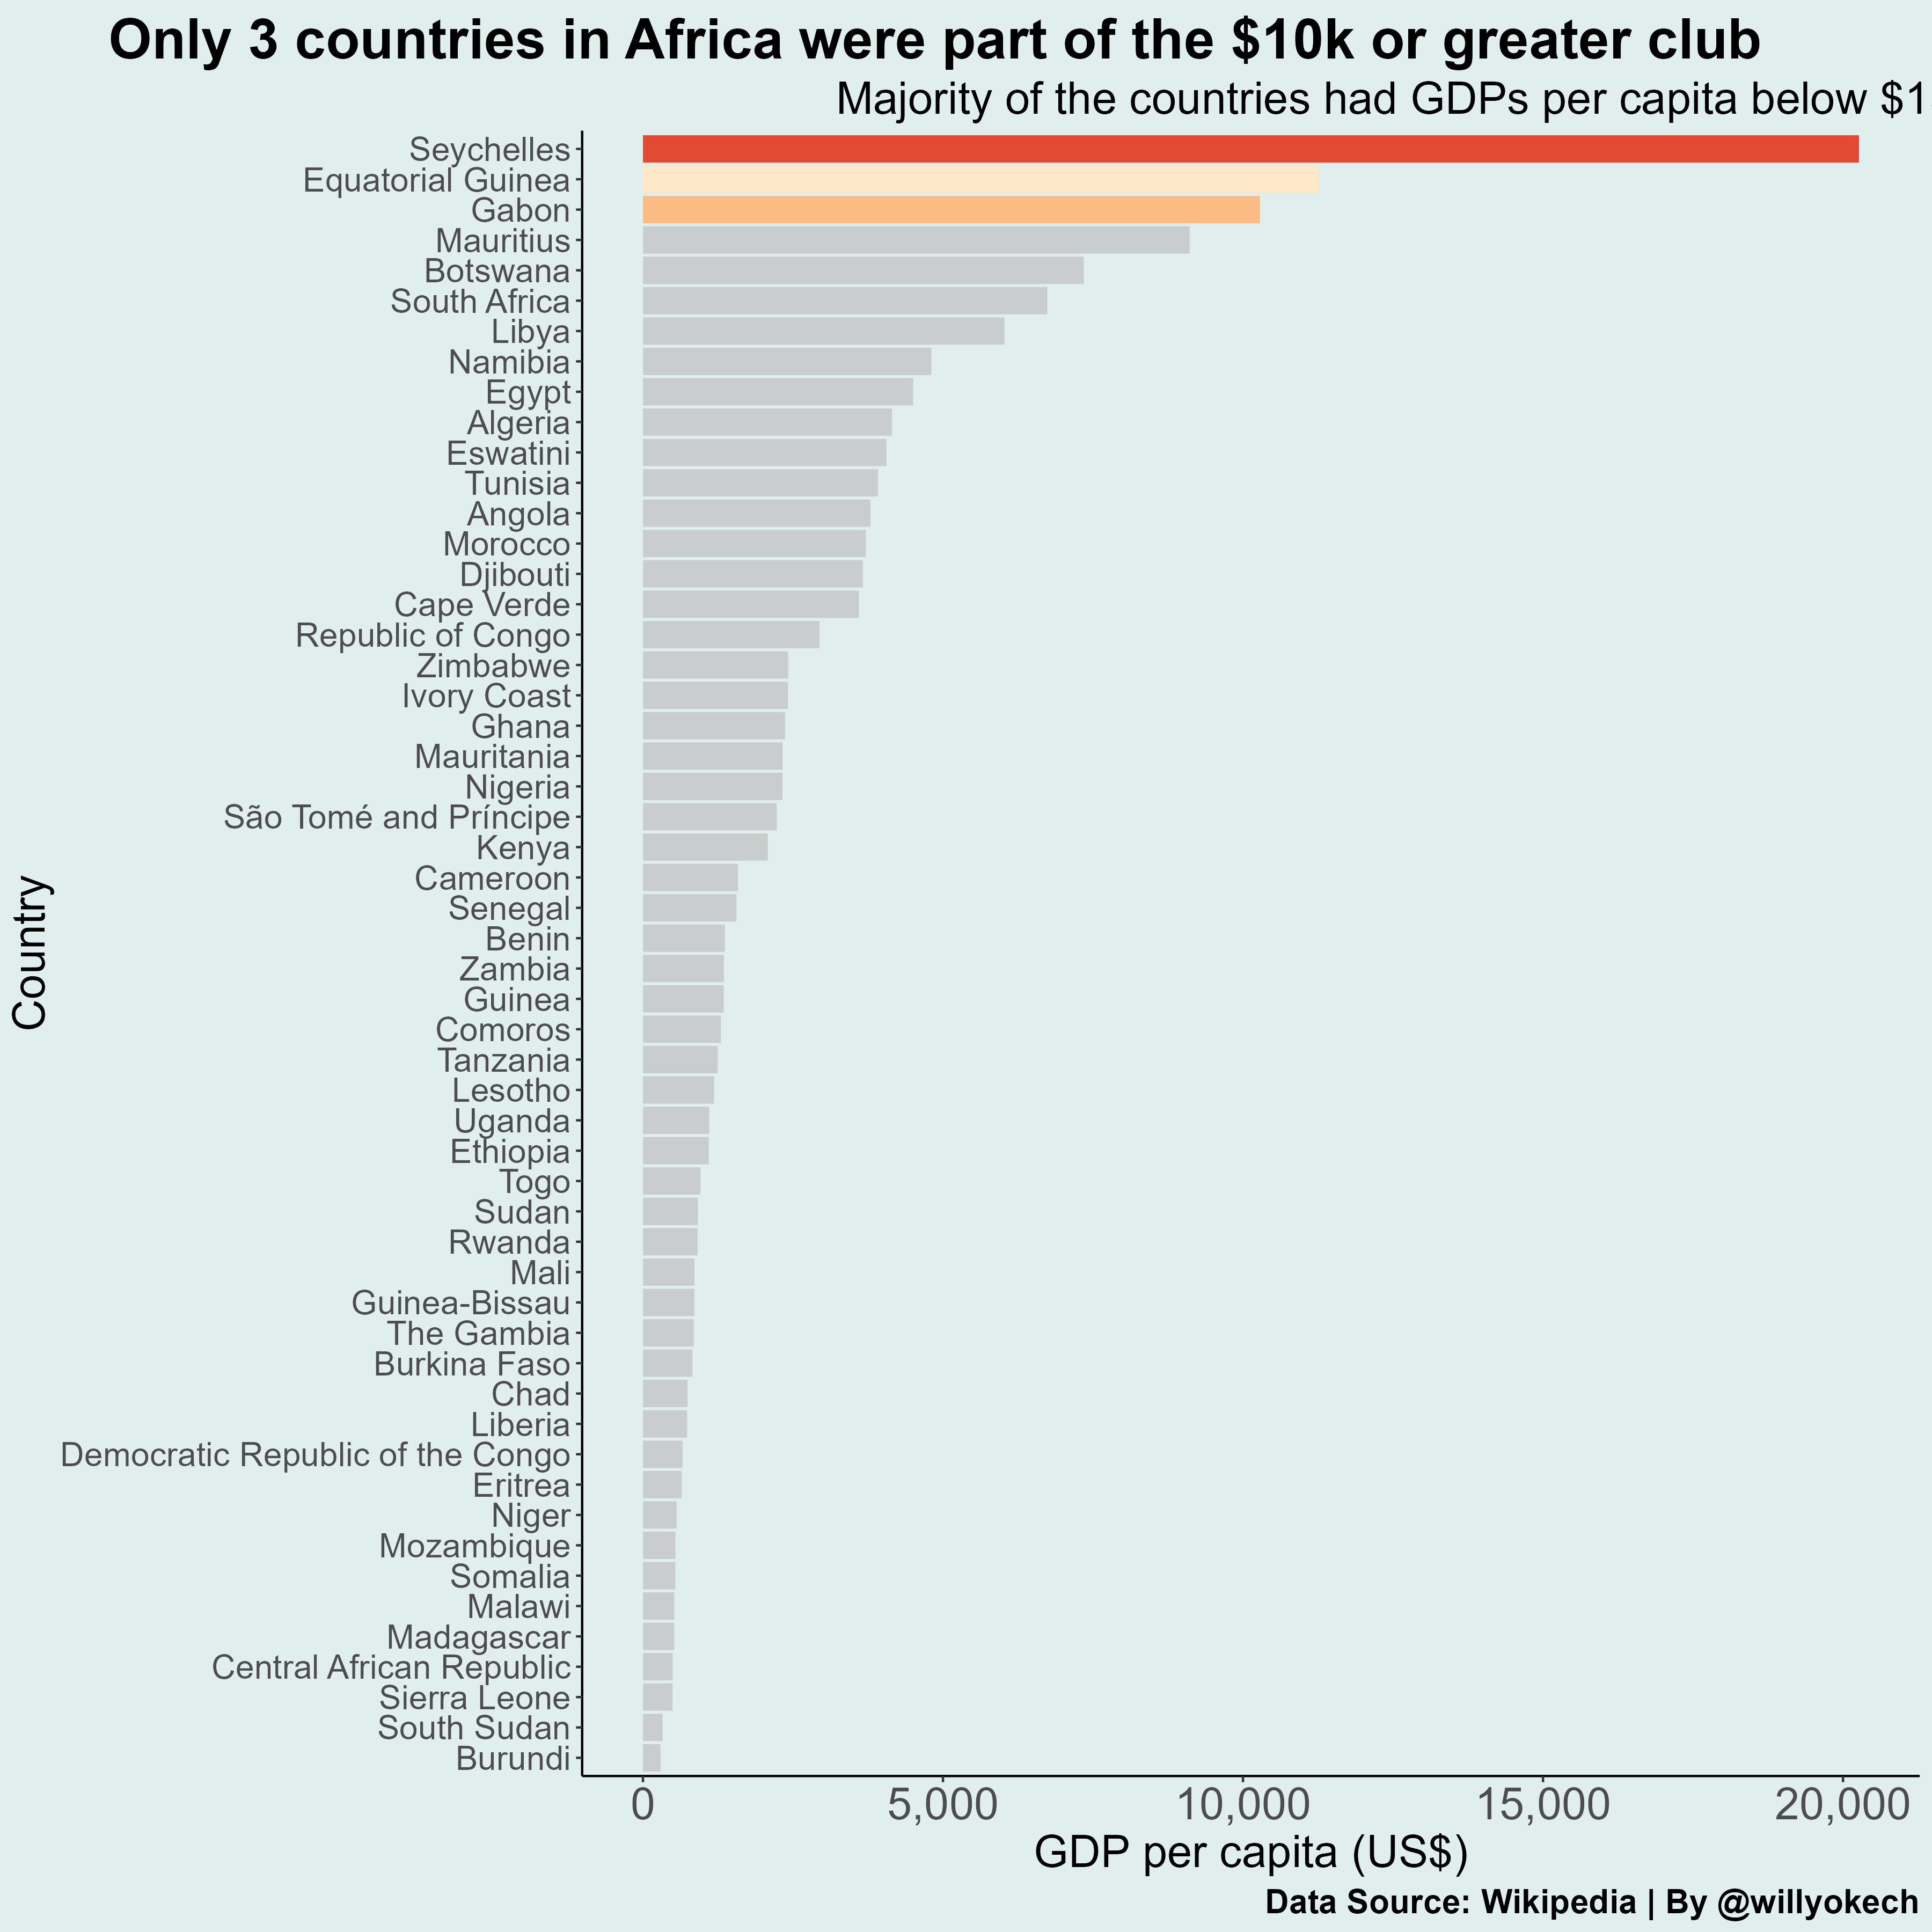 Only 3 countries in Africa were part of the $10k or greater club
Majority of the countries had GDPs per capita below $1
Seychelles
Equatorial Guinea
Gabon
Mauritius
Botswana
South Africa
Libya
Namibia
Egypt
Algeria
Eswatini
Tunisia
Angola
Morocco
Djibouti
Cape Verde
Republic of Congo
Zimbabwe
Ivory Coast
Ghana
Mauritania
Nigeria
São Tomé and Príncipe
Kenya
Cameroon
Senegal
Benin
Zambia
Guinea
Comoros
Tanzania
Lesotho
Uganda
Ethiopia
Togo
Sudan
Rwanda
Mali
Guinea-Bissau
The Gambia
Burkina Faso
Chad
Liberia
Democratic Republic of the Congo
Eritrea
Niger
Mozambique
Somalia
Malawi
Madagascar
Central African Republic
Sierra Leone
South Sudan
Burundi
Country
0 5,000 10,000 15,000 20,000
GDP per capita (US$)
Data Source: Wikipedia | By @willyokech